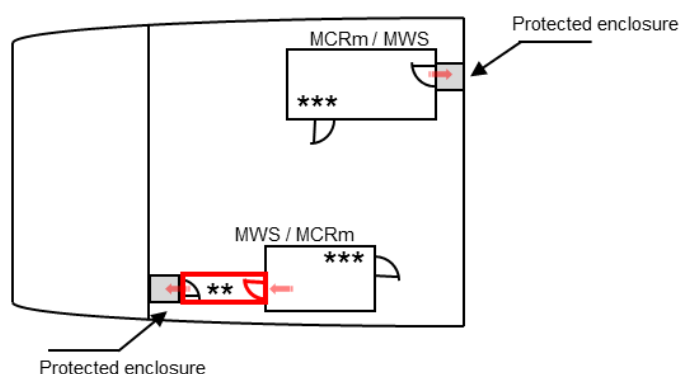 Protected enclosure
MCRm / MWS
***
MWS / MCRm
***
**
Protected enclosure